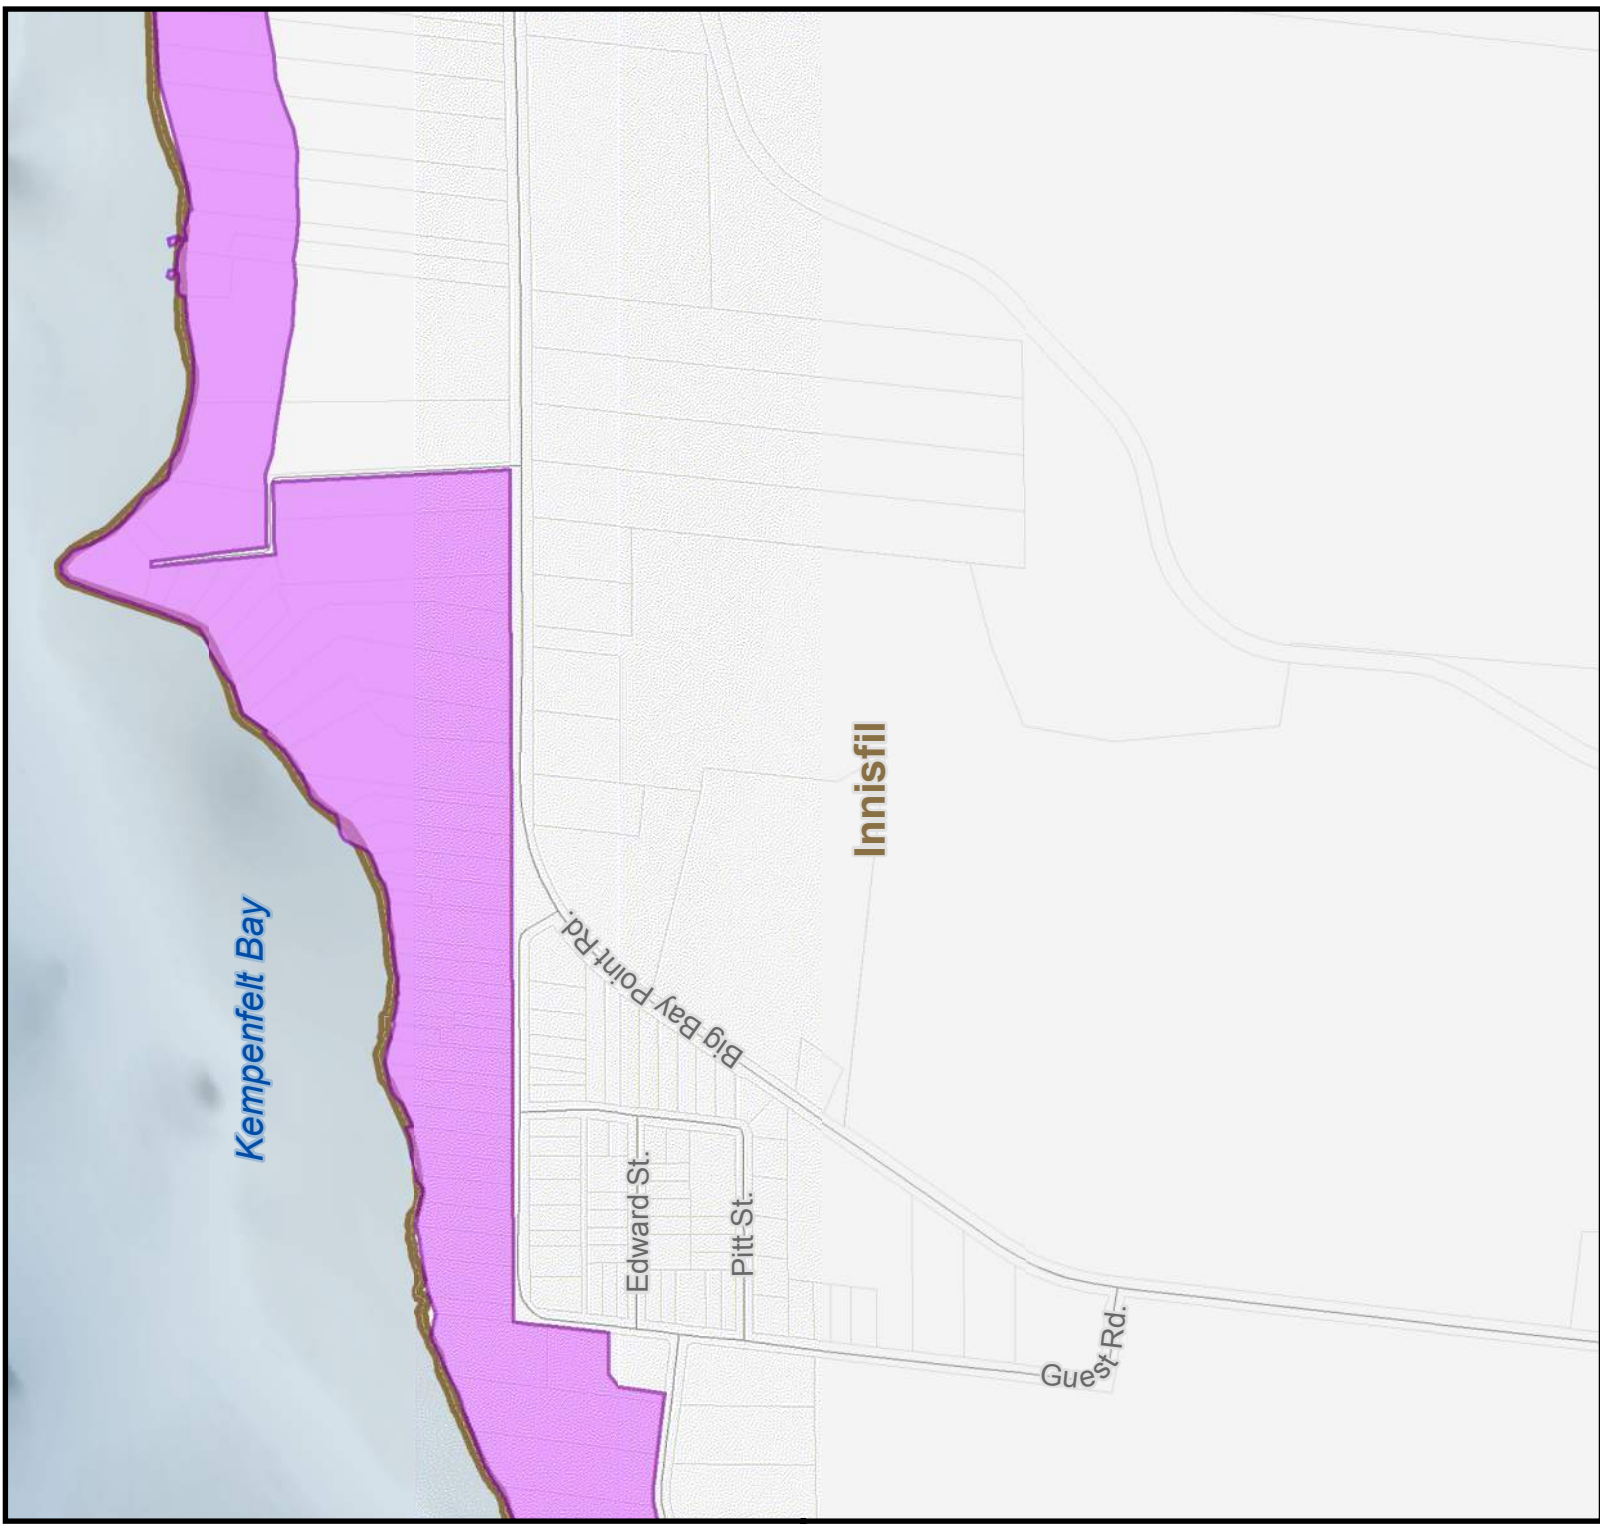 Kempenfelt Bay
Innisfil
Big Bay Point Rd.
Edward St.
Pitt St.
Guest Rd.